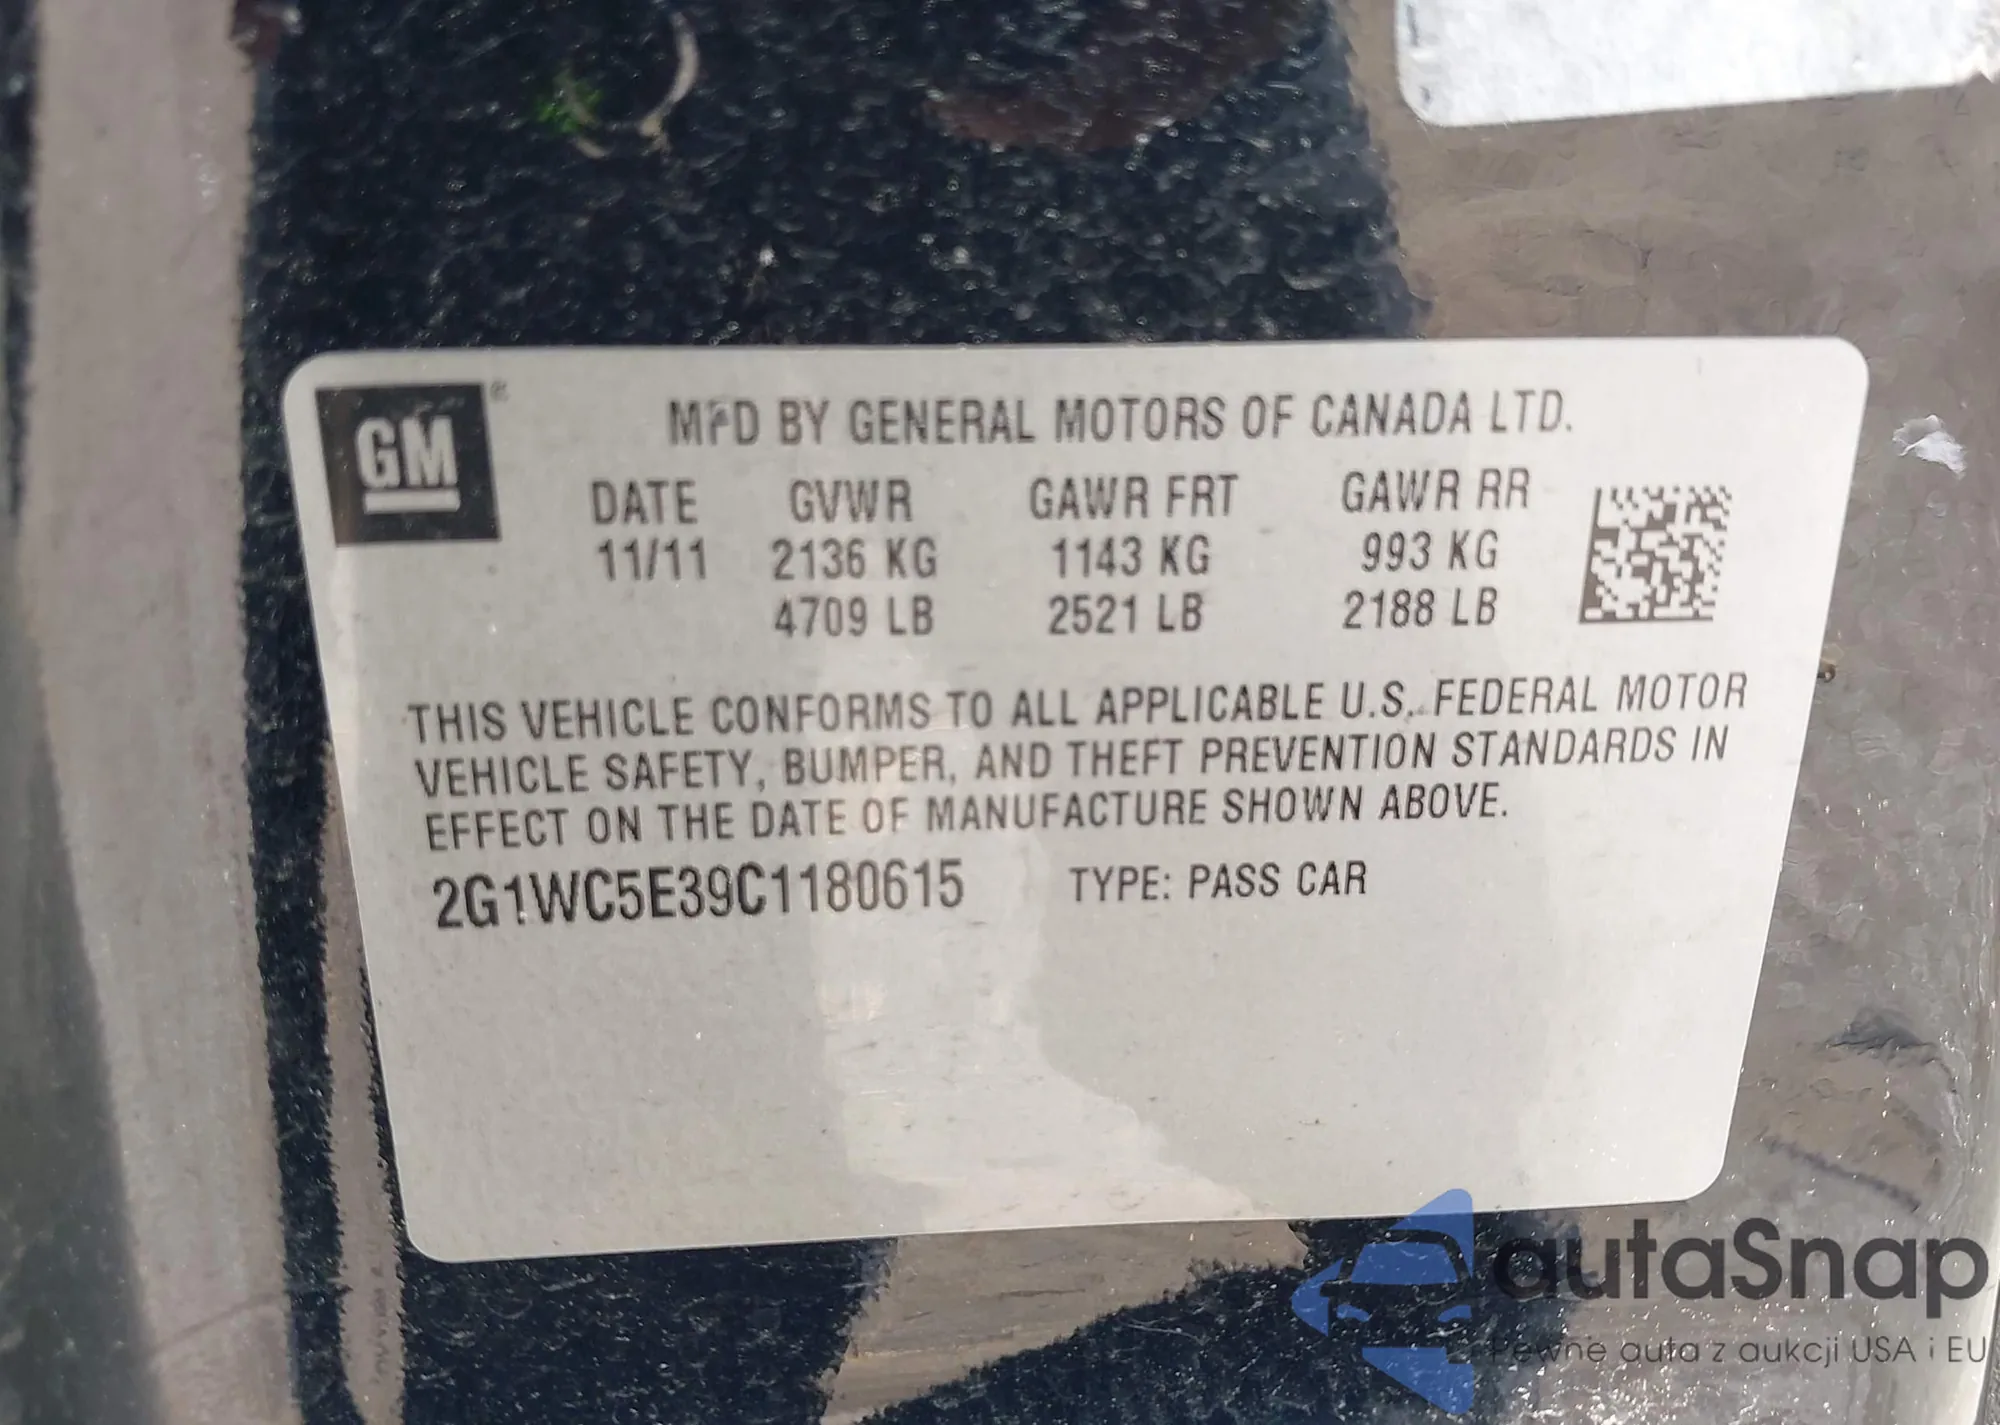 GM
MFD BY GENERAL MOTORS OF CANADA LTD.
DATE GVWR GAWR FRT GAWR RR
11/11 2136 KG 1143 KG 993 KG
4709 LB 2521 LB 2188 LB
THIS VEHICLE CONFORMS TO ALL APPLICABLE U.S. FEDERAL MOTOR
VEHICLE SAFETY, BUMPER, AND THEFT PREVENTION STANDARDS IN
EFFECT ON THE DATE OF MANUFACTURE SHOWN ABOVE.
2G1WC5E39C1180615 TYPE: PASS CAR
autaSnap
Pewne auta z aukcji USA i EU